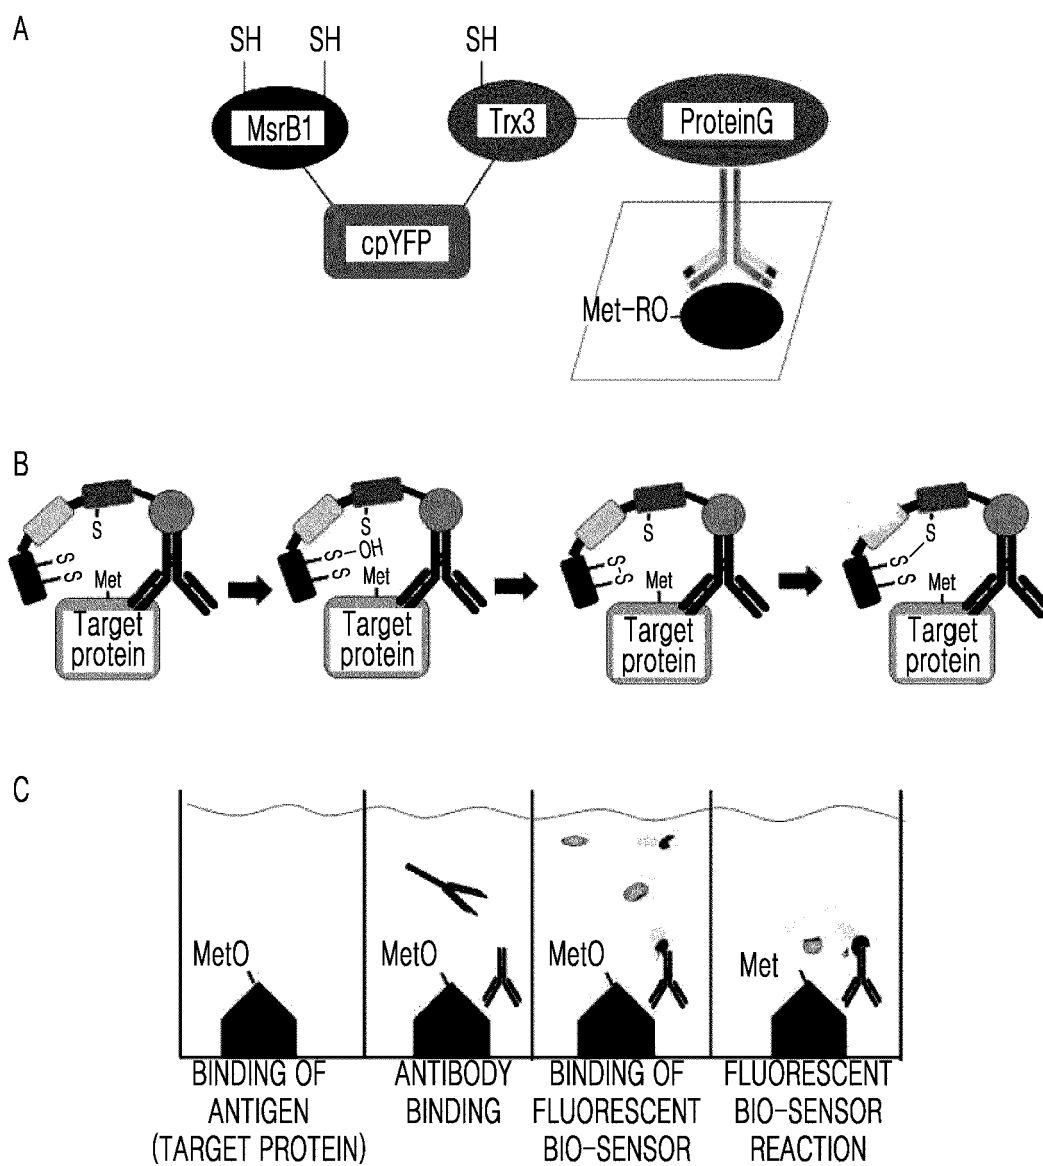 A
SH SH SH
MsrB1 Trx3 ProteinG
cpYFP
Met-RO
B
S S S S
S-OH S-S S
S S S
Met Met Met Met
Target protein Target protein Target protein Target protein
C
MetO MetO MetO Met
BINDING OF ANTIGEN (TARGET PROTEIN)
ANTIBODY BINDING
BINDING OF FLUORESCENT BIO-SENSOR
FLUORESCENT BIO-SENSOR REACTION